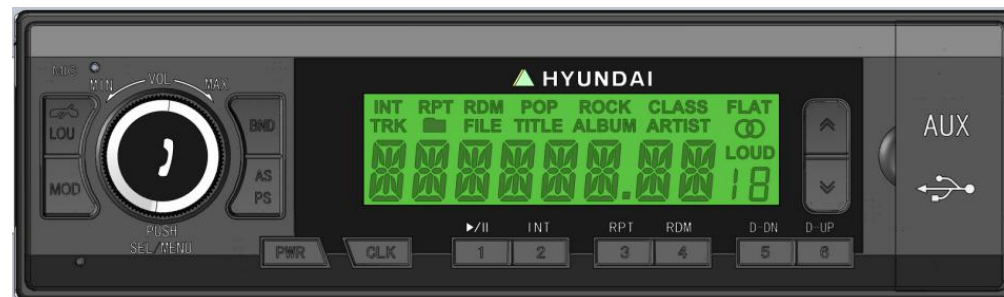 MIC
MIN VOL MAX
LOU
BND
MOD
AS
PS
PUSH
SEL/MENU
PWR
CLK
HYUNDAI
INT RPT RDM POP ROCK CLASS FLAT
TRK FILE TITLE ALBUM ARTIST
LOUD
18
▶/II INT RPT RDM D-DN D-UP
1 2 3 4 5 6
AUX